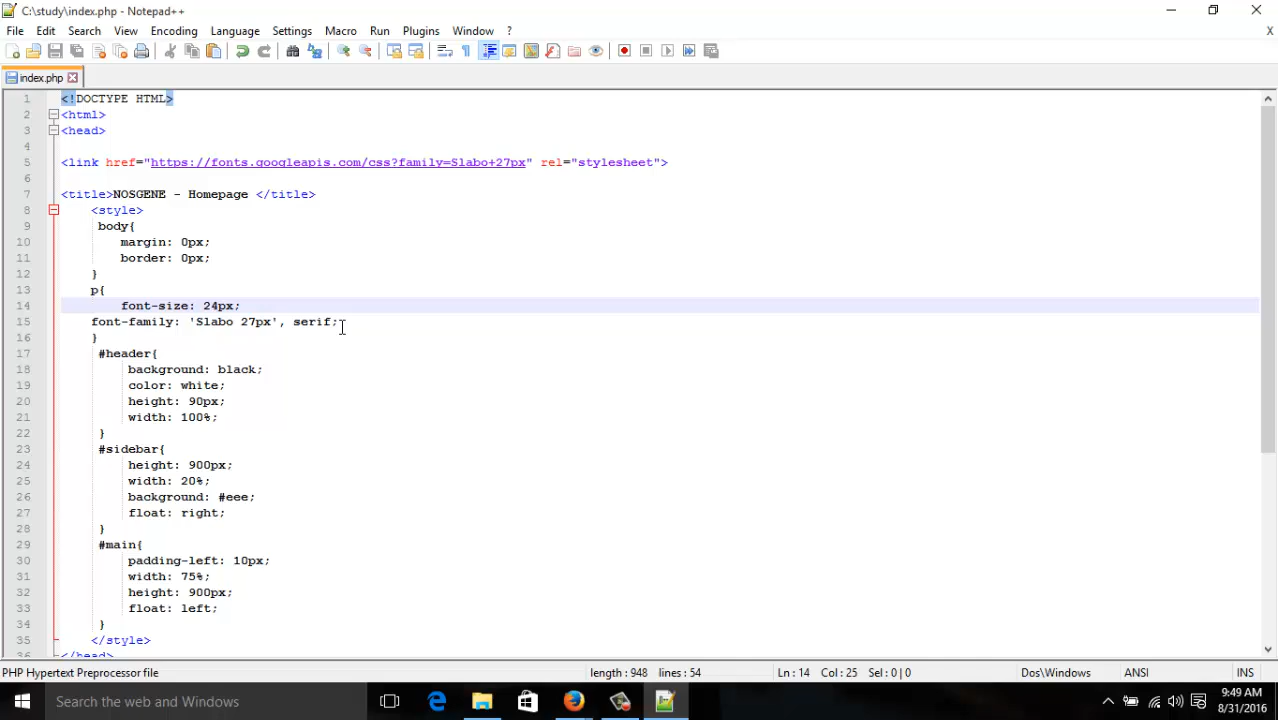 C:\study\index.php - Notepad++
File Edit Search View Encoding Language Settings Macro Run Plugins Window ? X
index.php
1 <!DOCTYPE HTML>
2 <html>
3 <head>
4
5 <link href="https://fonts.googleapis.com/css?family=Slabo+27px" rel="stylesheet">
6
7 <title>NOSGENE - Homepage </title>
8 <style>
9 body{
10 margin: 0px;
11 border: 0px;
12 }
13 p{
14 font-size: 24px;
15 font-family: 'Slabo 27px', serif;
16 }
17 #header{
18 background: black;
19 color: white;
20 height: 90px;
21 width: 100%;
22 }
23 #sidebar{
24 height: 900px;
25 width: 20%;
26 background: #eee;
27 float: right;
28 }
29 #main{
30 padding-left: 10px;
31 width: 75%;
32 height: 900px;
33 float: left;
34 }
35 </style>
36 </head>
PHP Hypertext Preprocessor file length : 948 lines : 54 Ln : 14 Col : 25 Sel : 0 | 0 Dos\Windows ANSI INS
Search the web and Windows
9:49 AM
8/31/2016